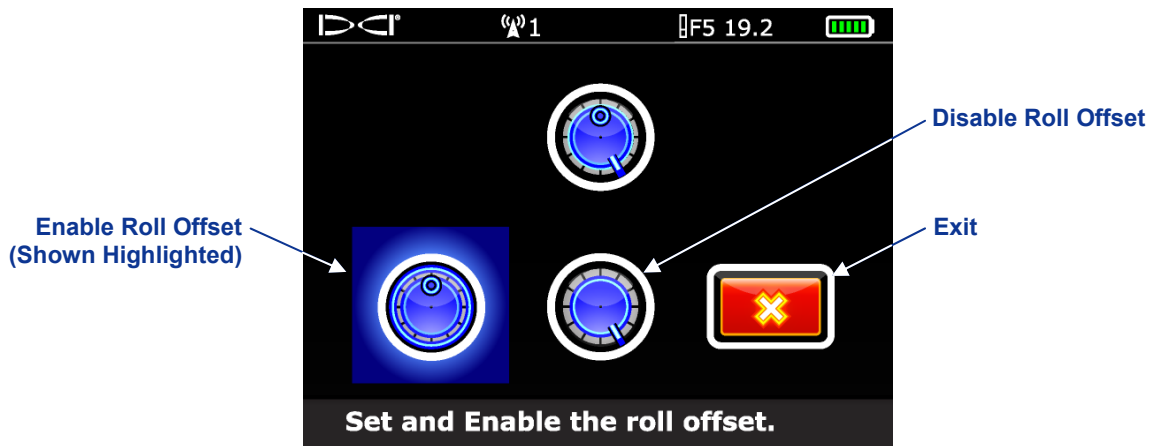 DCI
1
F5 19.2
Disable Roll Offset
Enable Roll Offset
(Shown Highlighted)
Exit
Set and Enable the roll offset.